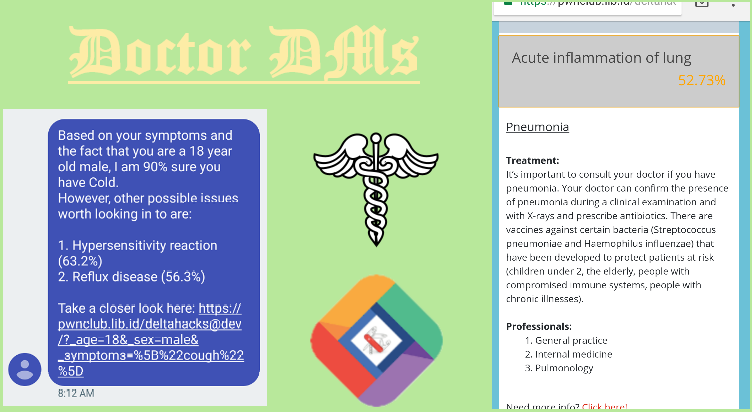 Doctor DMs
Based on your symptoms and
the fact that you are a 18 year
old male, I am 90% sure you
have Cold.
However, other possible issues
worth looking in to are:
1. Hypersensitivity reaction
(63.2%)
2. Reflux disease (56.3%)
Take a closer look here: https://
pwnclub.lib.id/deltahacks@dev
/?_age=18&_sex=male&
_symptoms=%5B%22cough%22
%5D
8:12 AM
https://pwnclub.lib.id/deltahack
Acute inflammation of lung
52.73%
Pneumonia
Treatment:
It's important to consult your doctor if you have
pneumonia. Your doctor can confirm the presence
of pneumonia during a clinical examination and
with X-rays and prescribe antibiotics. There are
vaccines against certain bacteria (Streptococcus
pneumoniae and Haemophilus influenzae) that
have been developed to protect patients at risk
(children under 2, the elderly, people with
compromised immune systems, people with
chronic illnesses).
Professionals:
1. General practice
2. Internal medicine
3. Pulmonology
Need more info? Click here!